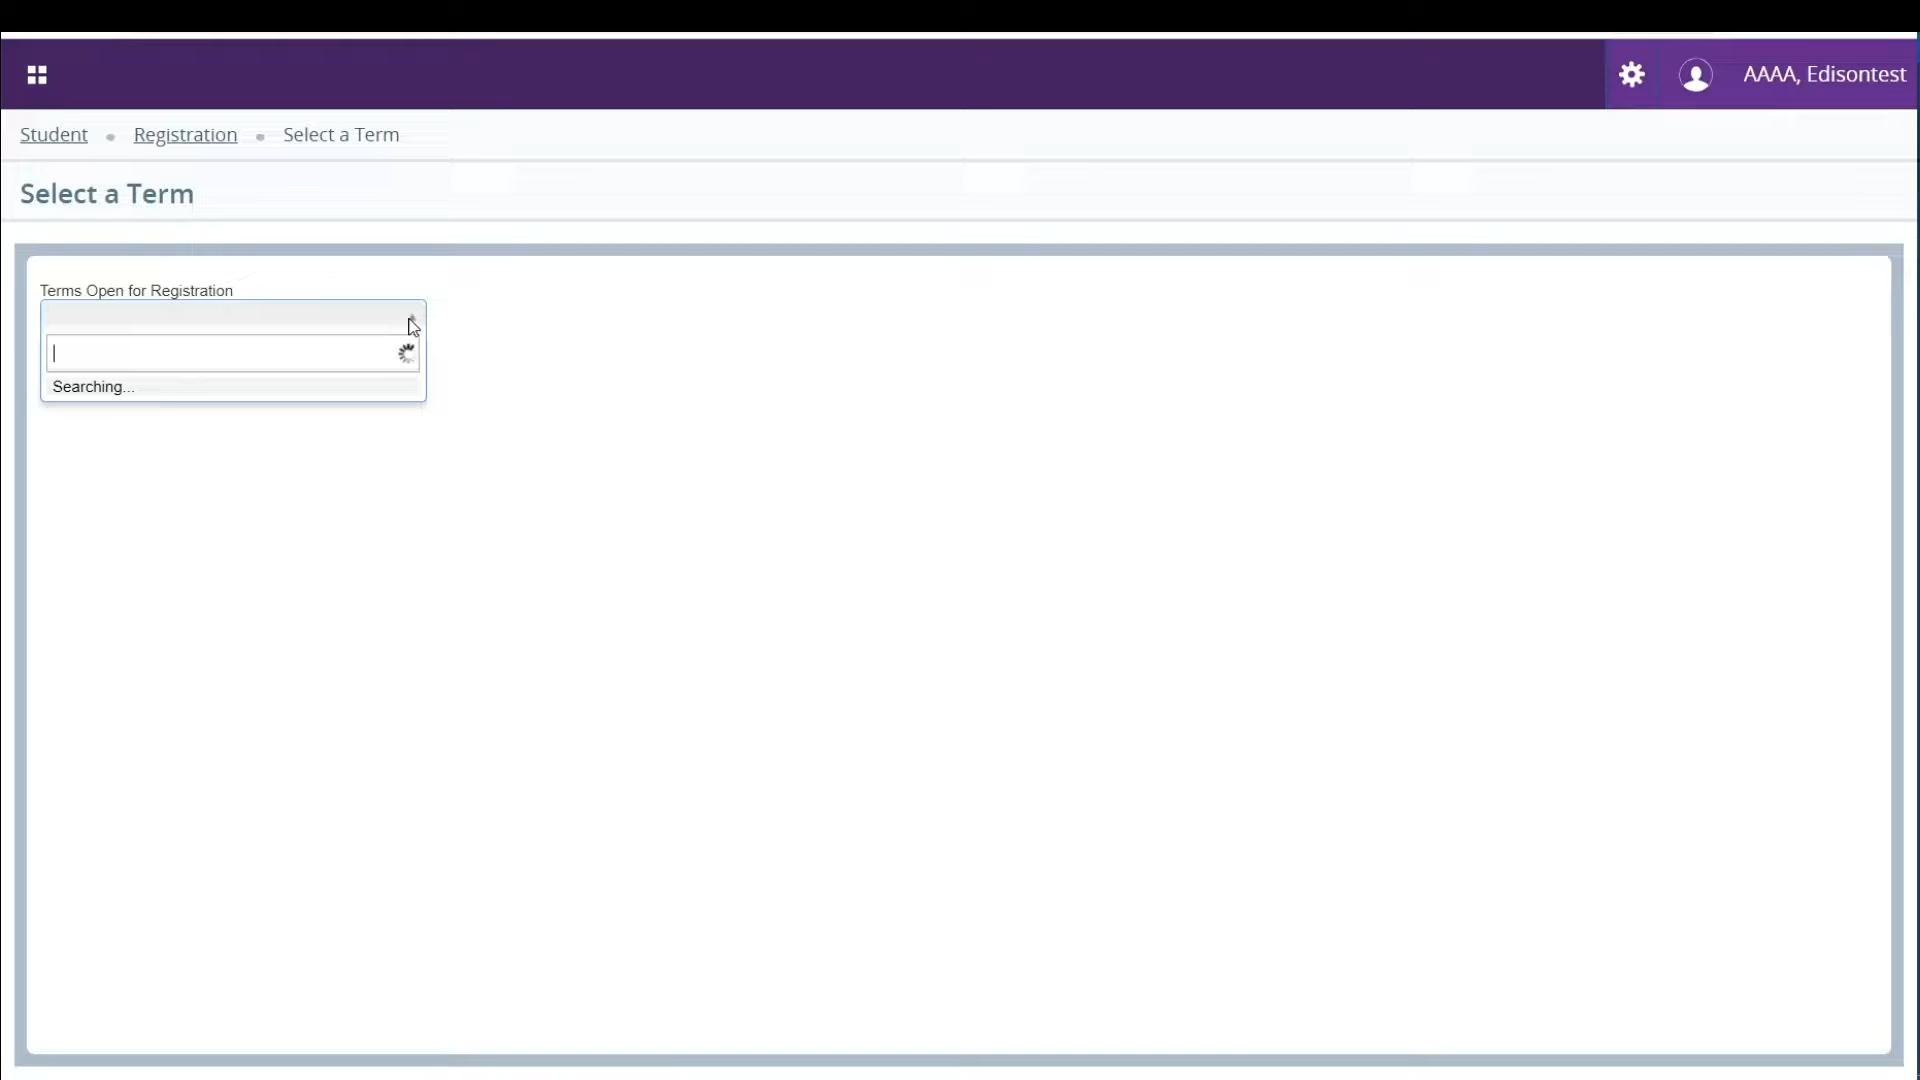 AAAA, Edisontest
Student • Registration • Select a Term
Select a Term
Terms Open for Registration
Searching...